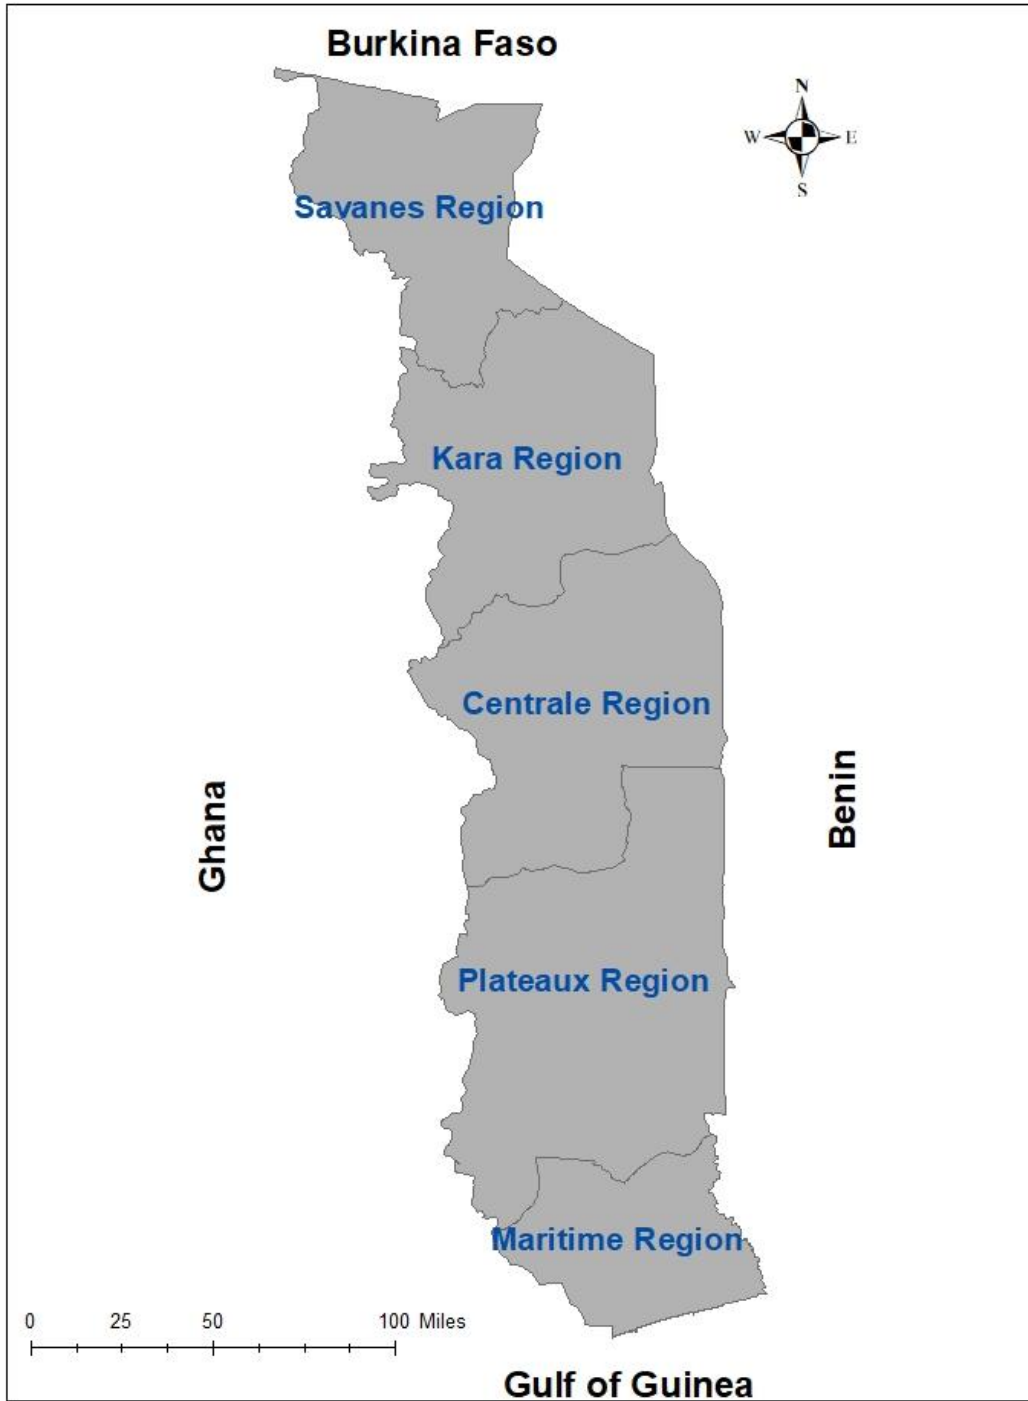 Burkina Faso
N
W E
S
Savanes Region
Kara Region
Centrale Region
Ghana
Benin
Plateaux Region
Maritime Region
0 25 50 100 Miles
Gulf of Guinea